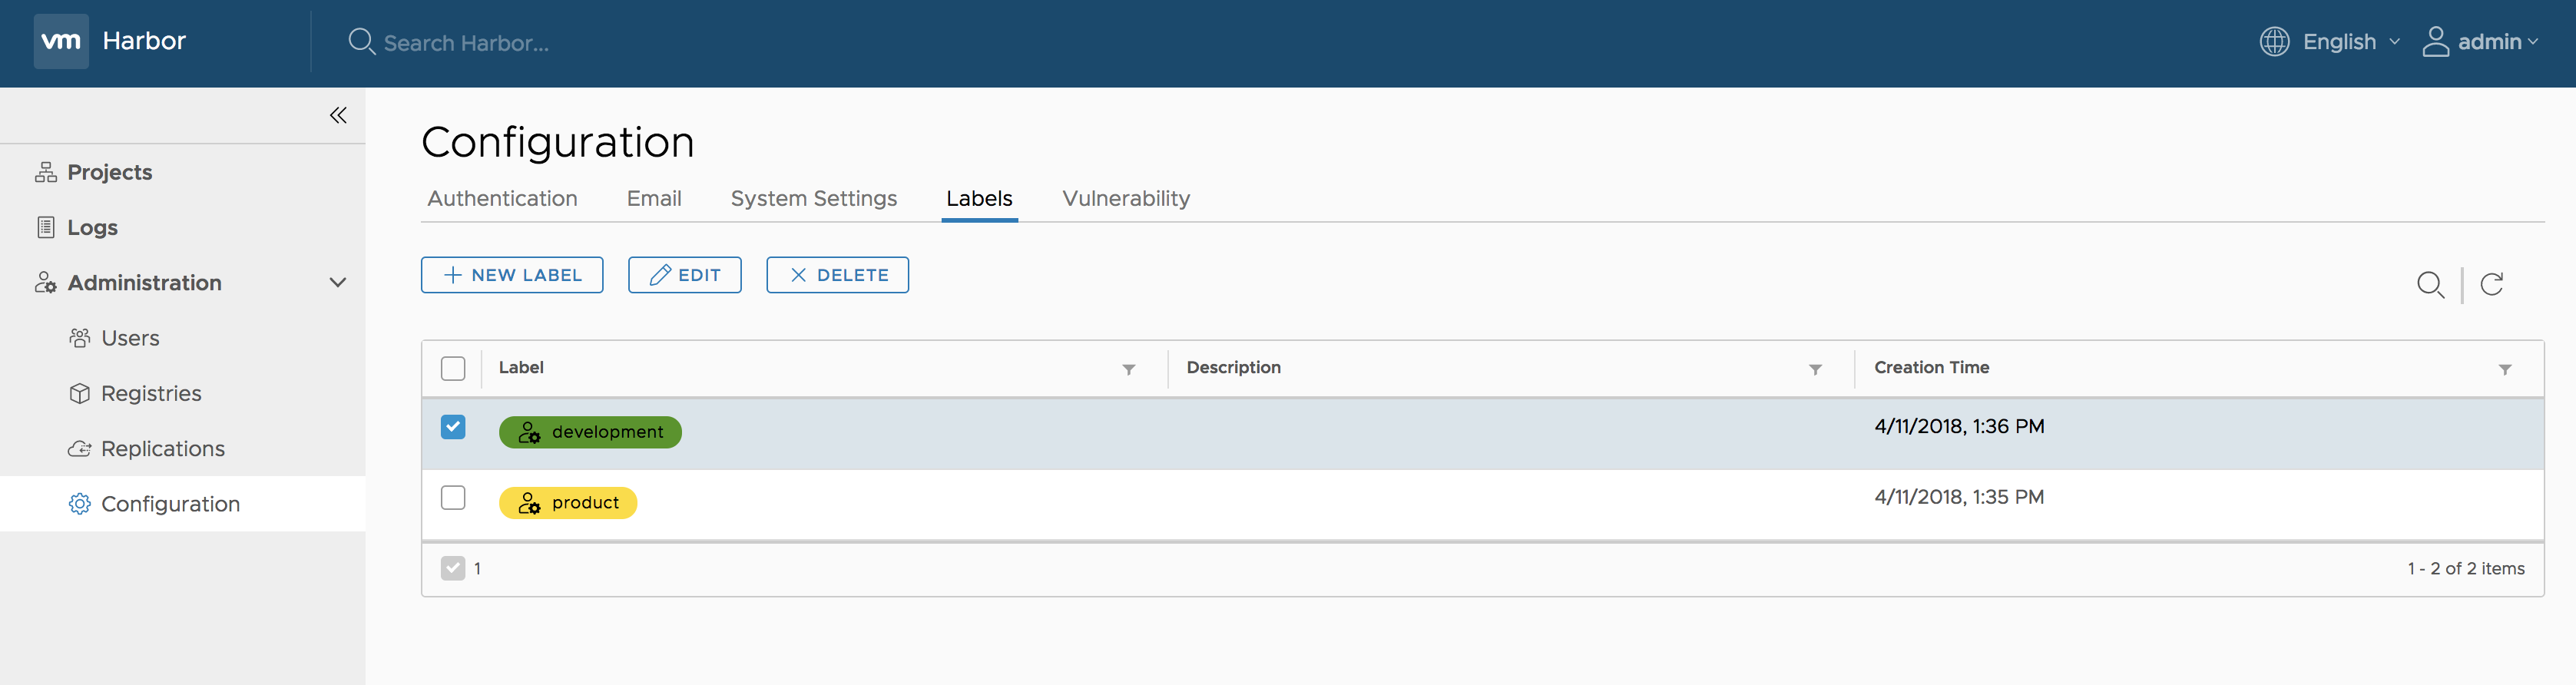 vm Harbor Search Harbor... English admin
Projects
Logs
Administration
Users
Registries
Replications
Configuration
Configuration
Authentication Email System Settings Labels Vulnerability
NEW LABEL EDIT DELETE
Label Description Creation Time
development 4/11/2018, 1:36 PM
product 4/11/2018, 1:35 PM
1 1 - 2 of 2 items